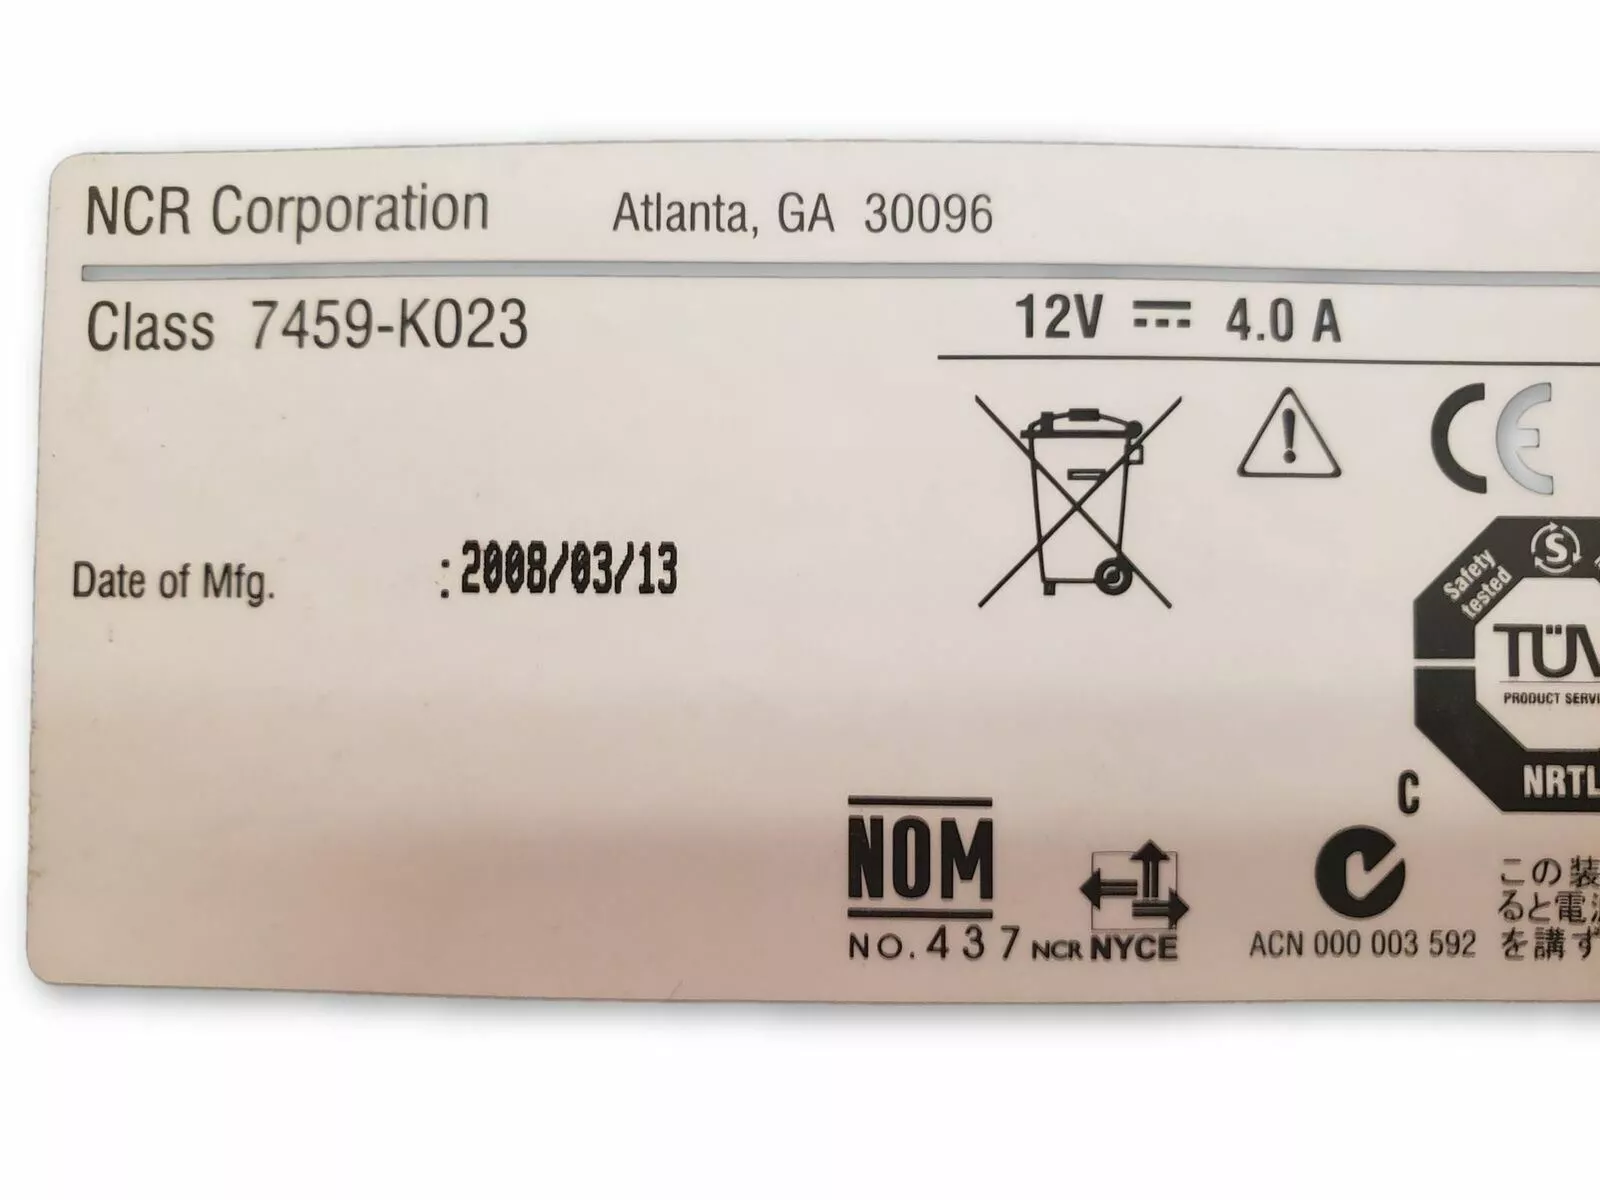 NCR Corporation Atlanta, GA 30096
Class 7459-K023 12V ⎓ 4.0 A
CE
Date of Mfg. : 2008/03/13
Safety
tested
S
TÜV
PRODUCT SERVI
NRTL
C
NOM
NO. 437
NCR NYCE
ACN 000 003 592
この装
ると電源
を講ず